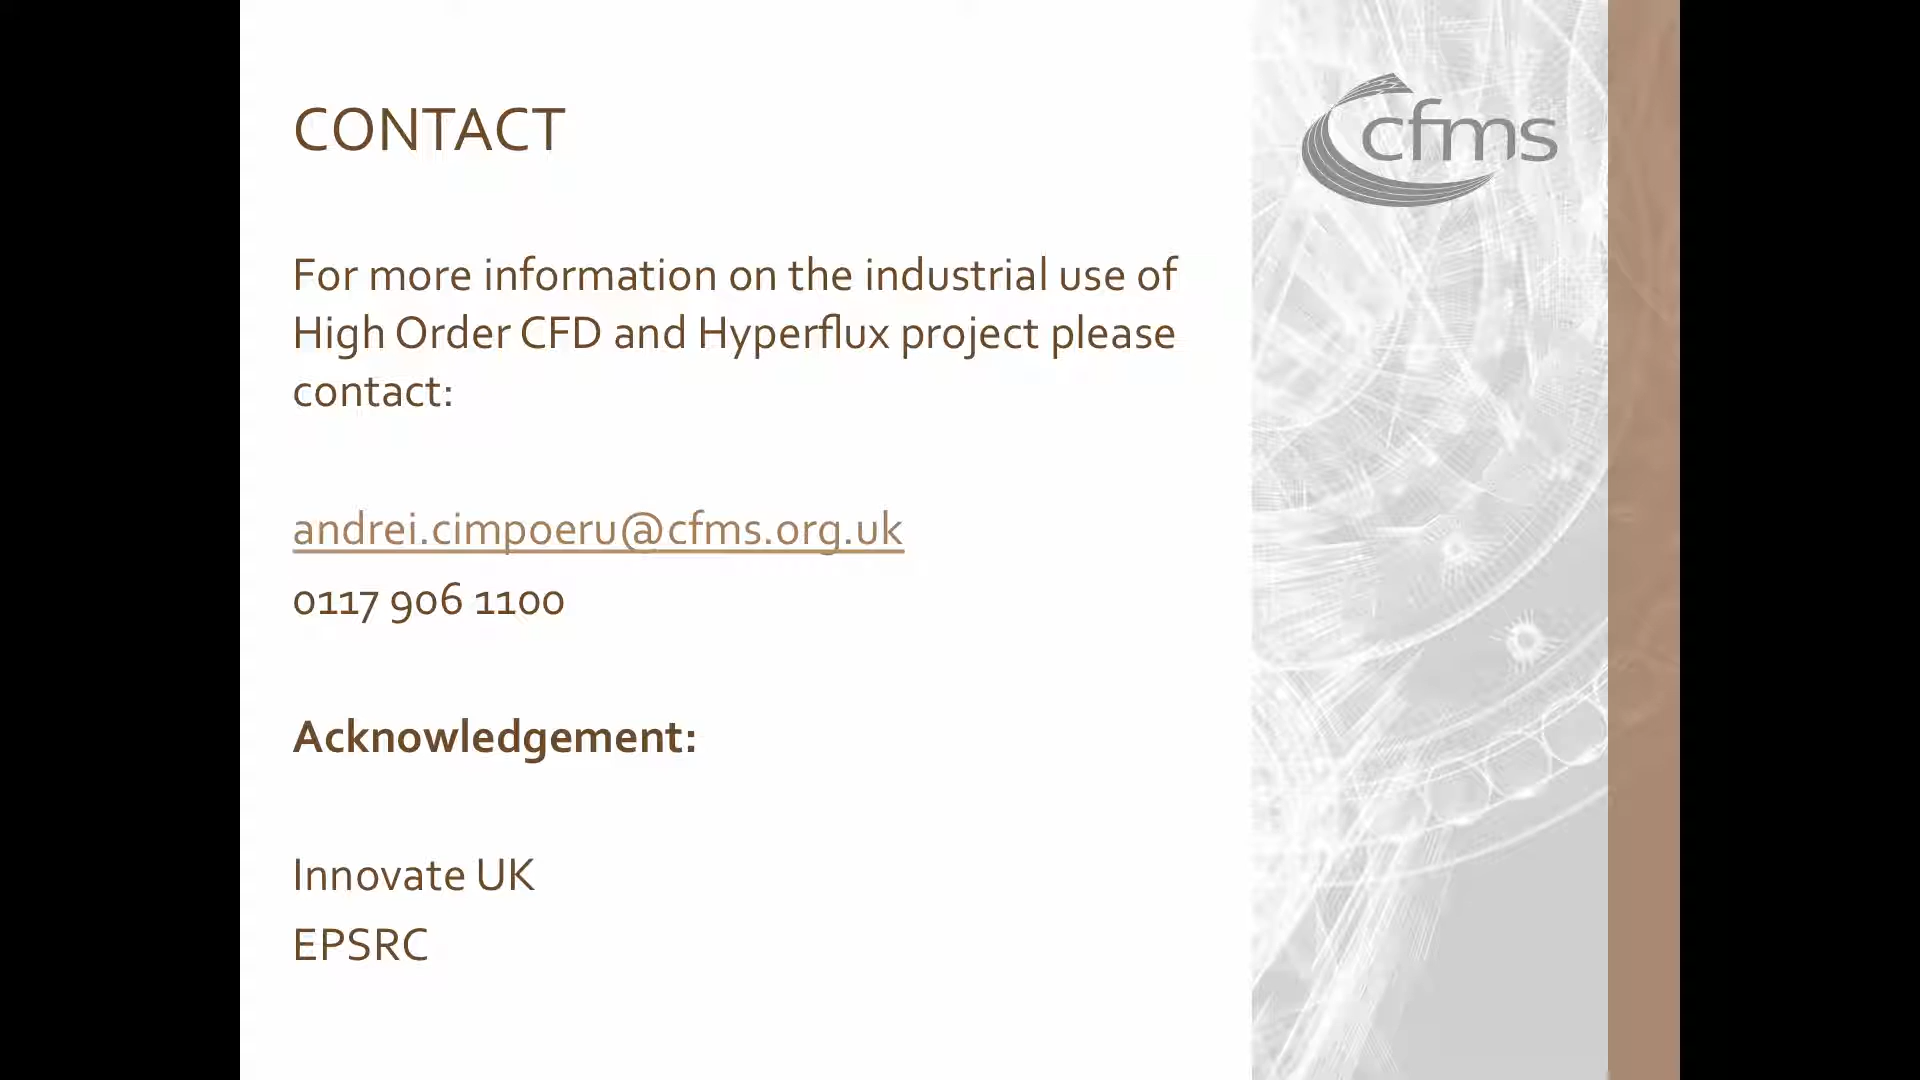 CONTACT
cfms
For more information on the industrial use of
High Order CFD and Hyperflux project please
contact:
andrei.cimpoeru@cfms.org.uk
0117 906 1100
Acknowledgement:
Innovate UK
EPSRC